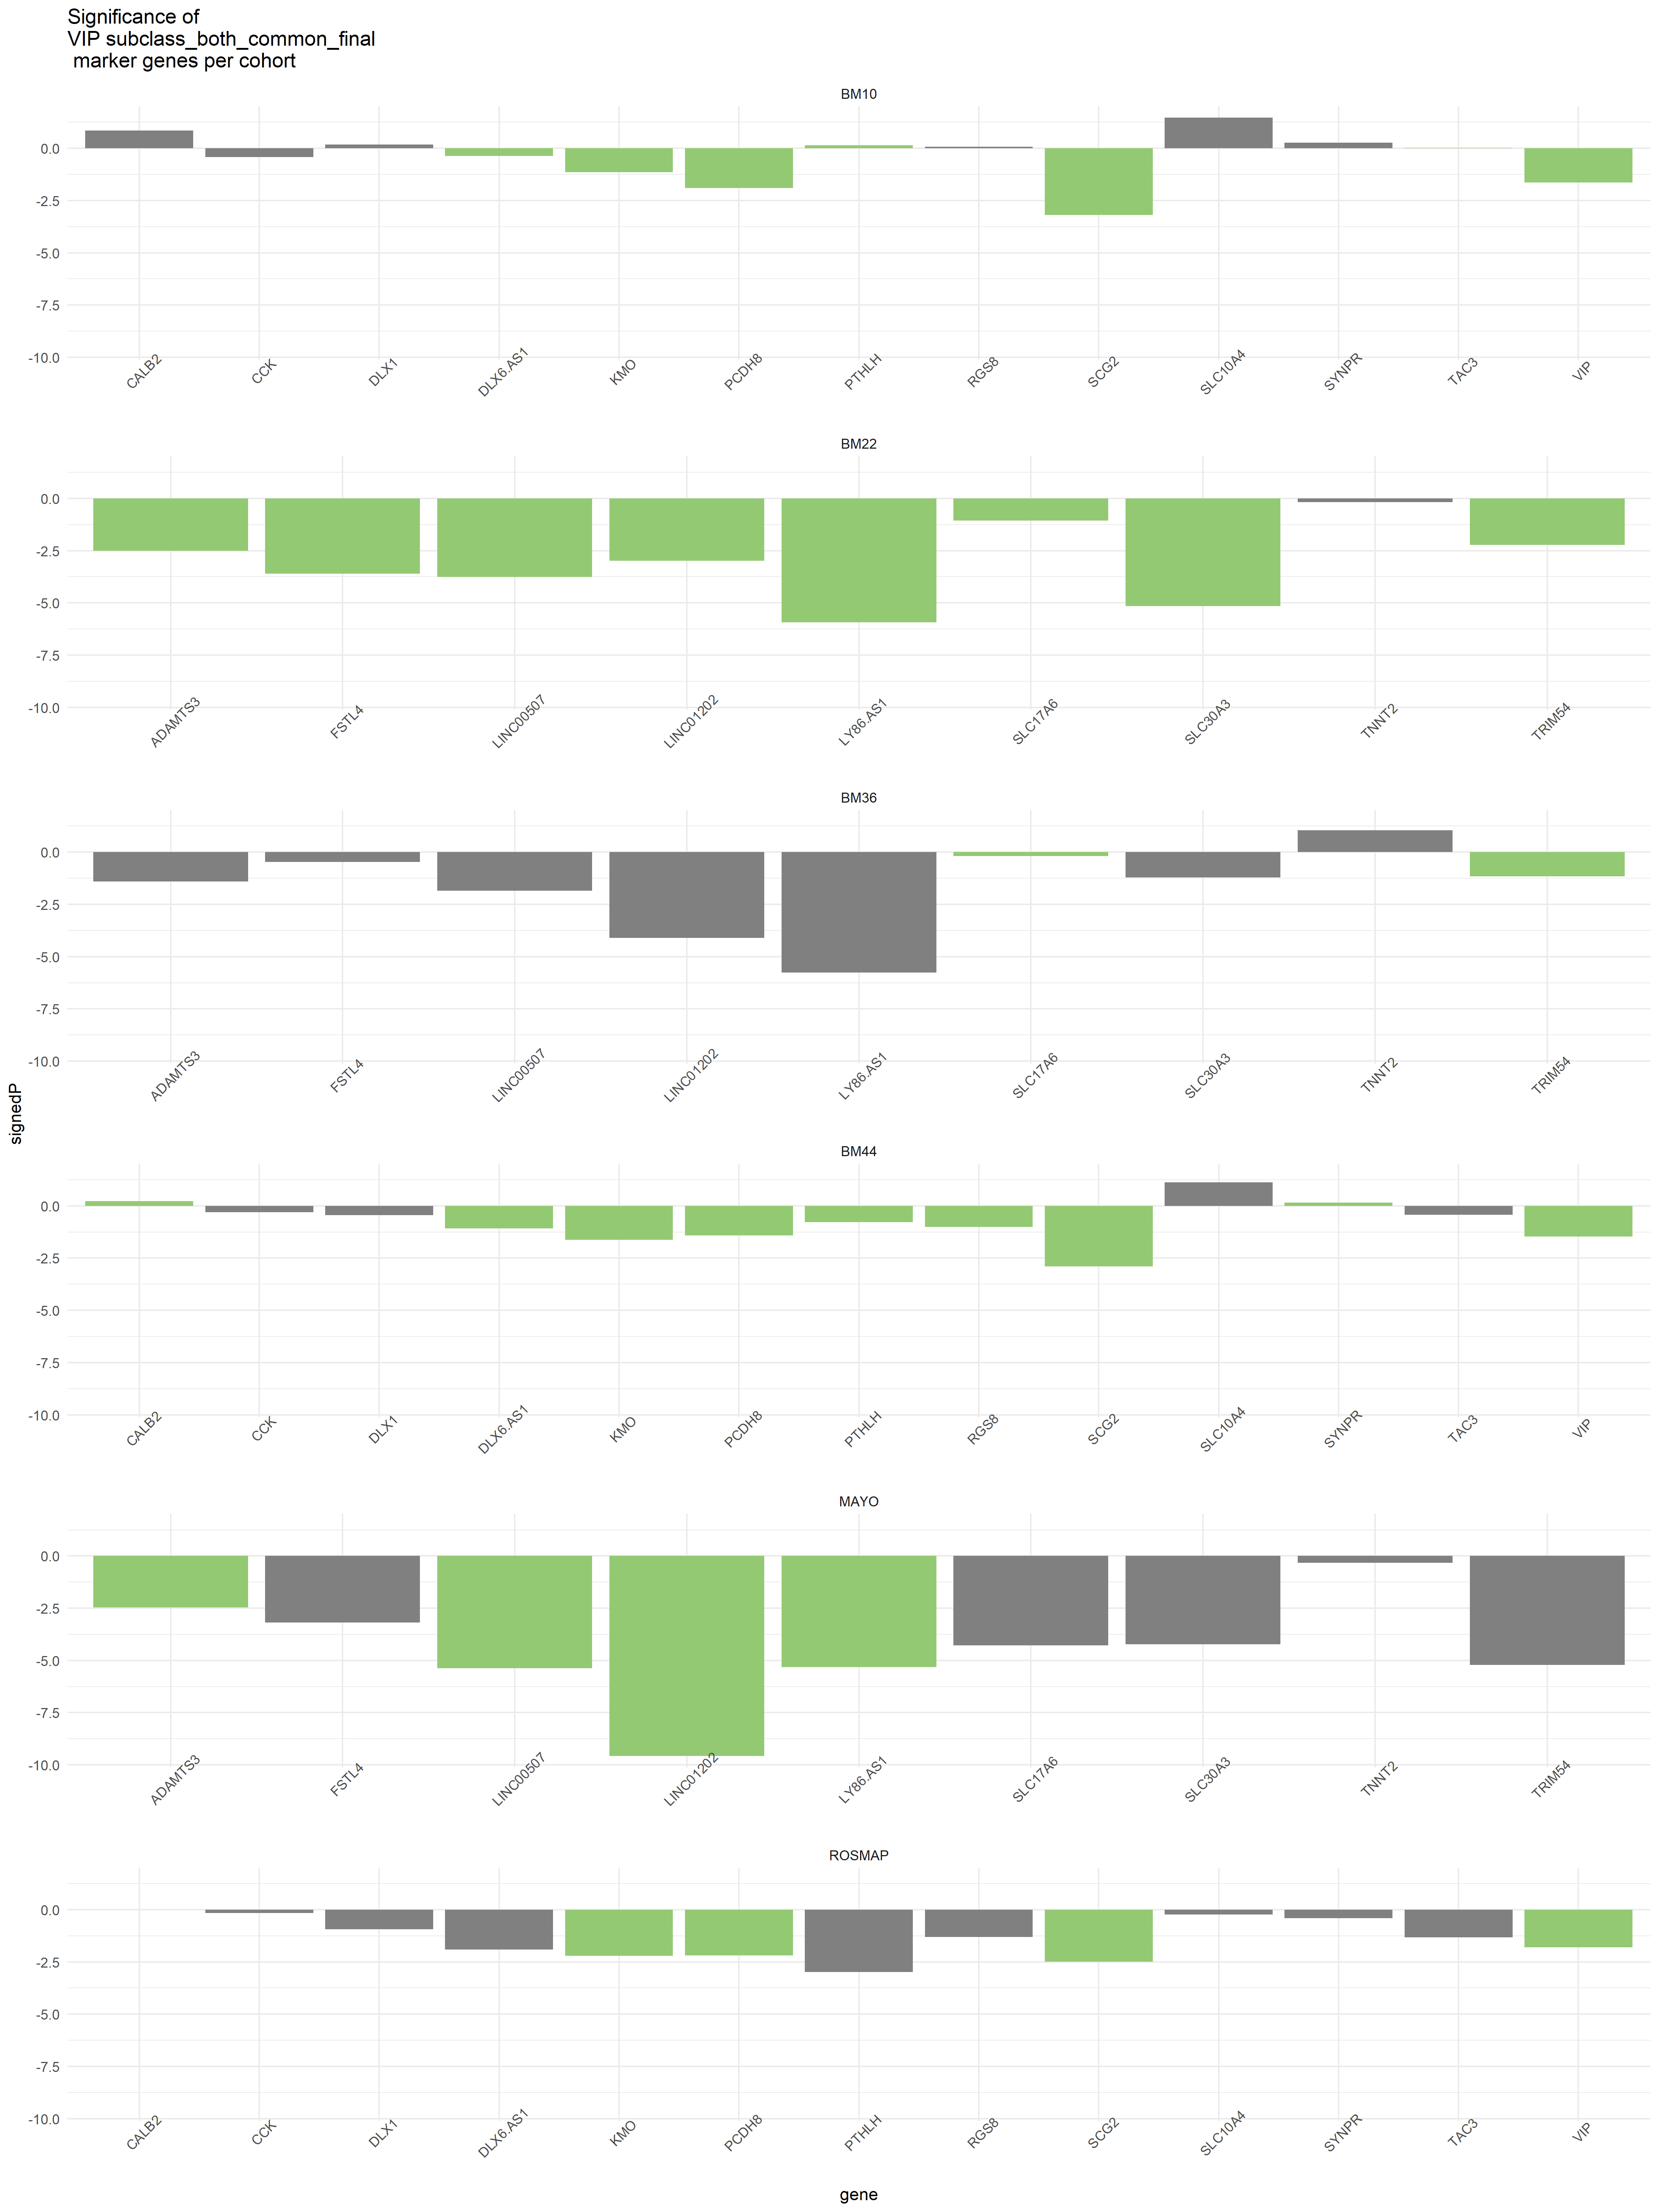 Significance of
VIP subclass_both_common_final
marker genes per cohort
signedP
BM10
0.0
-2.5
-5.0
-7.5
-10.0
CALB2 CCK DLX1 DLX6.AS1 KMO PCDH8 PTHLH RGS8 SCG2 SLC10A4 SYNPR TAC3 VIP
BM22
0.0
-2.5
-5.0
-7.5
-10.0
ADAMTS3 FSTL4 LINC00507 LINC01202 LY86.AS1 SLC17A6 SLC30A3 TNNT2 TRIM54
BM36
0.0
-2.5
-5.0
-7.5
-10.0
ADAMTS3 FSTL4 LINC00507 LINC01202 LY86.AS1 SLC17A6 SLC30A3 TNNT2 TRIM54
BM44
0.0
-2.5
-5.0
-7.5
-10.0
CALB2 CCK DLX1 DLX6.AS1 KMO PCDH8 PTHLH RGS8 SCG2 SLC10A4 SYNPR TAC3 VIP
MAYO
0.0
-2.5
-5.0
-7.5
-10.0
ADAMTS3 FSTL4 LINC00507 LINC01202 LY86.AS1 SLC17A6 SLC30A3 TNNT2 TRIM54
ROSMAP
0.0
-2.5
-5.0
-7.5
-10.0
CALB2 CCK DLX1 DLX6.AS1 KMO PCDH8 PTHLH RGS8 SCG2 SLC10A4 SYNPR TAC3 VIP
gene